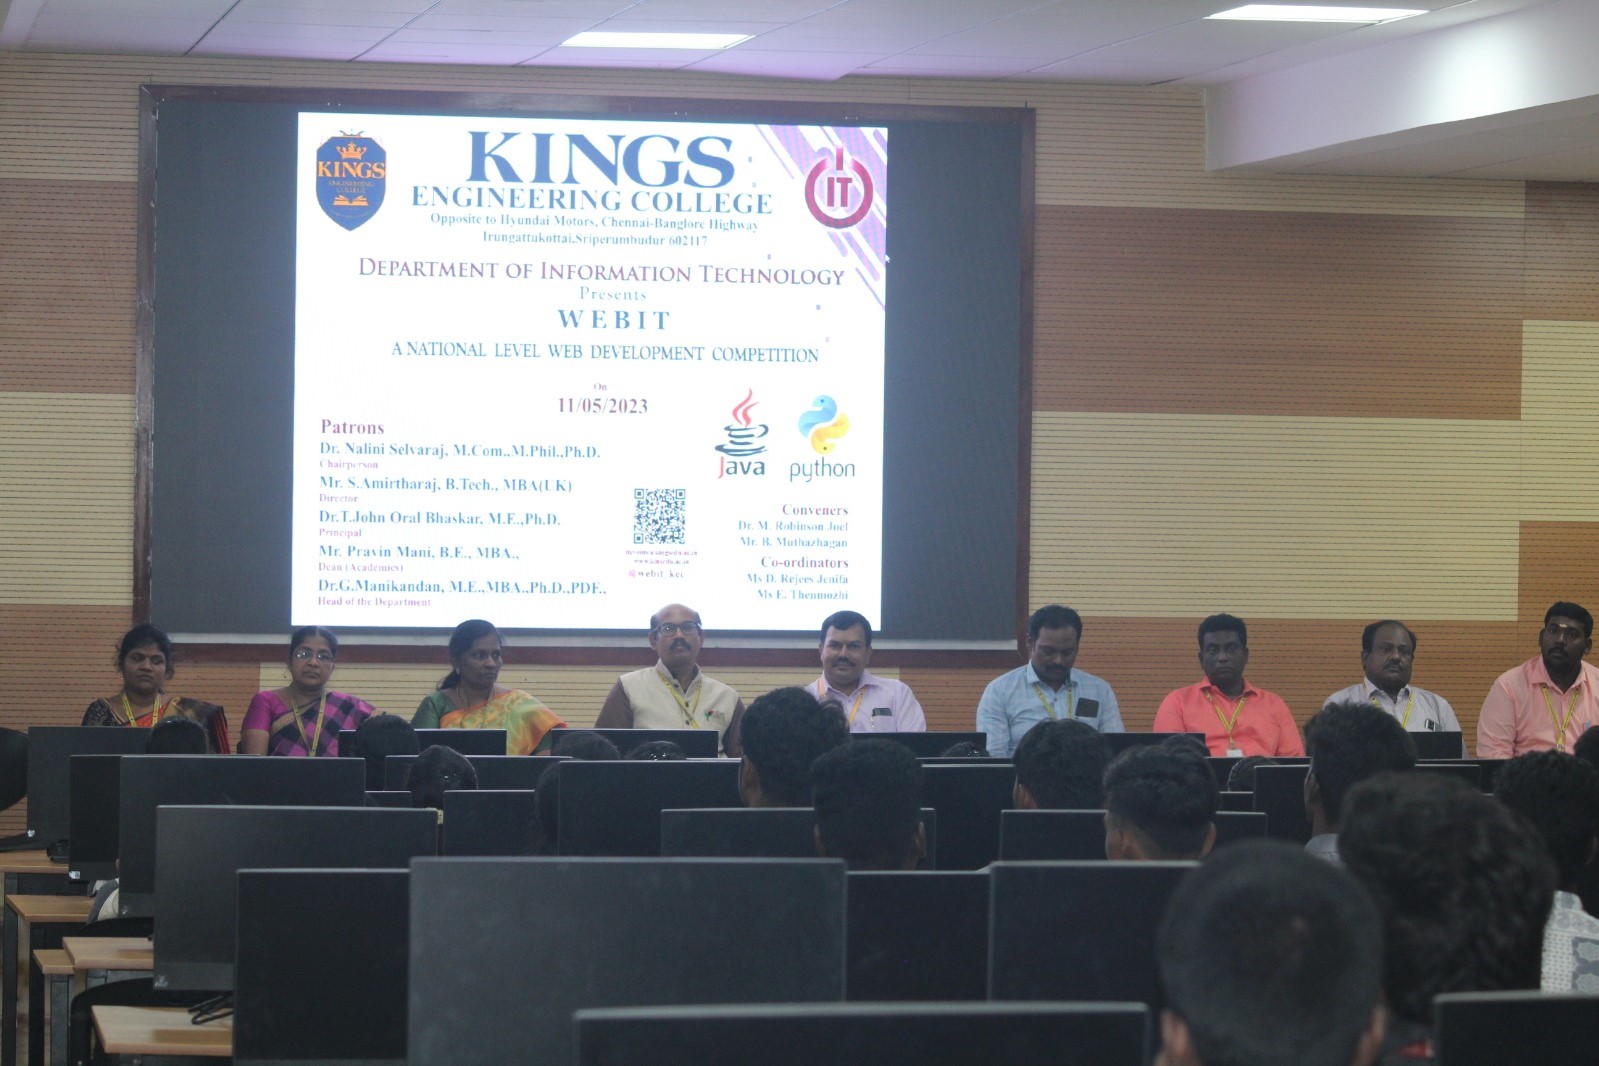 KINGS
ENGINEERING COLLEGE
Opposite to Hyundai Motors, Chennai-Banglore Highway
Irungattukottai,Sriperumbudur 602117
KINGS
ENGINEERING
COLLEGE
IT
DEPARTMENT OF INFORMATION TECHNOLOGY
Presents
WEBIT
A NATIONAL LEVEL WEB DEVELOPMENT COMPETITION
On
11/05/2023
Patrons
Dr. Nalini Selvaraj, M.Com.,M.Phil.,Ph.D.
Chairperson
Mr. S.Amirtharaj, B.Tech., MBA(UK)
Director
Dr.T.John Oral Bhaskar, M.E.,Ph.D.
Principal
Mr. Pravin Mani, B.E., MBA.,
Dean (Academics)
Dr.G.Manikandan, M.E.,MBA.,Ph.D.,PDF.,
Head of the Department
Java
python
@webit_kec
Conveners
Dr. M. Robinson Joel
Mr. B. Muthazhagan
Co-ordinators
Ms D. Rejees Jenifa
Ms E. Thenmozhi